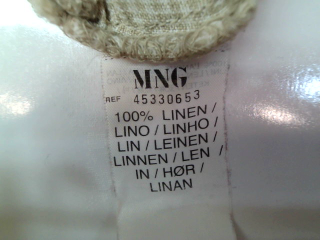 MNG
REF 45330653
100% LINEN /
LINO / LINHO /
LIN / LEINEN /
LINNEN / LEN /
IN / HØR /
LINAN